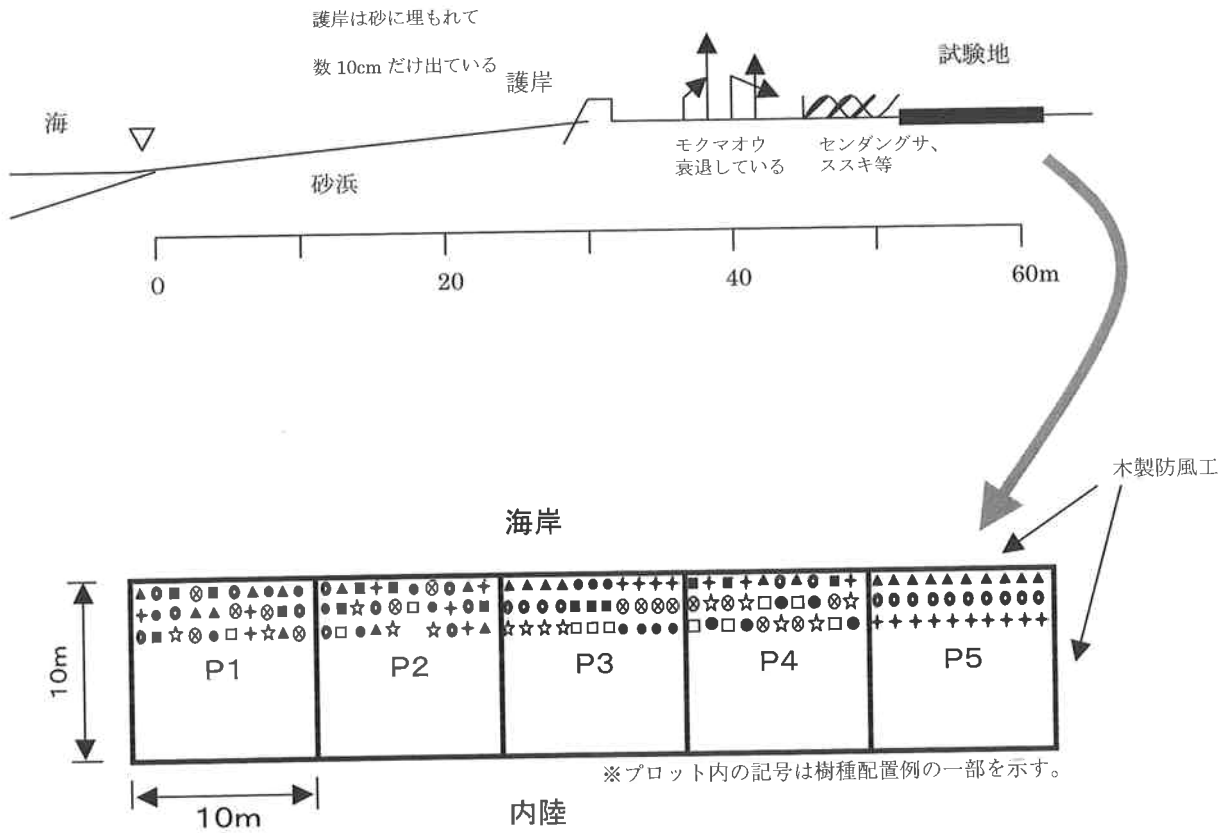 護岸は砂に埋もれて
数 10cm だけ出ている
護岸
試験地
海
モクマオウ
衰退している
センダングサ、
ススキ等
砂浜
0
20
40
60m
木製防風工
海岸
P1
P2
P3
P4
P5
10m
※プロット内の記号は樹種配置例の一部を示す。
10m
内陸